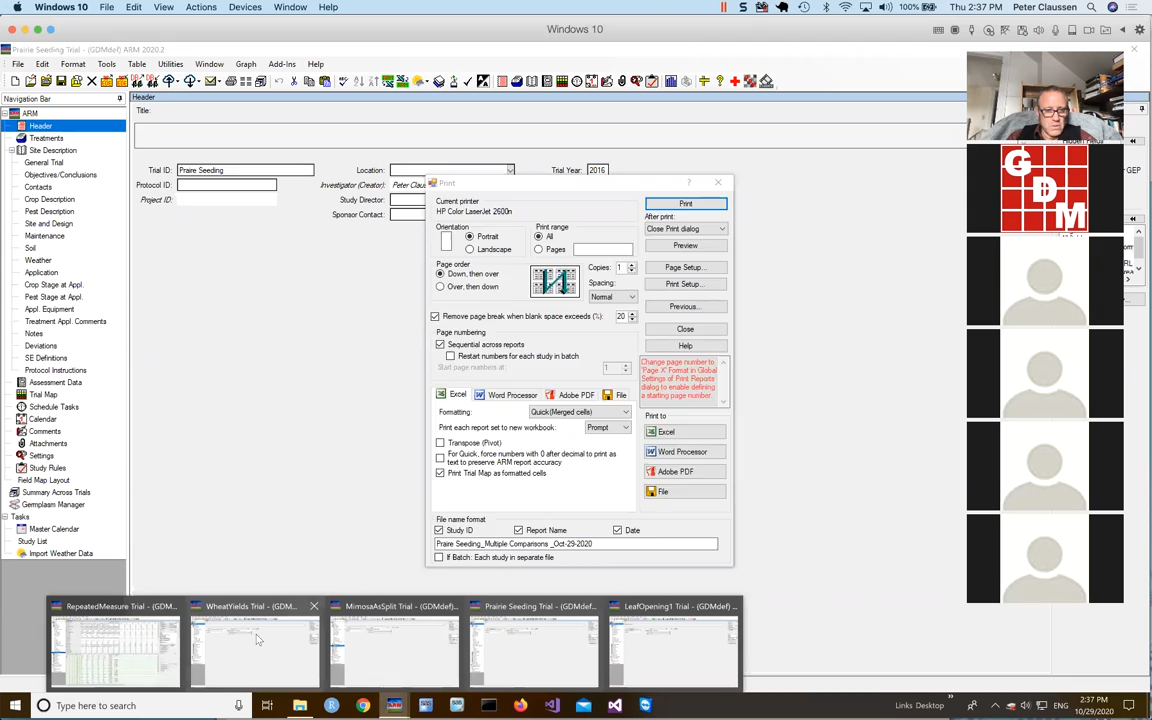 Windows 10 File Edit View Actions Devices Window Help 100% Thu 2:37 PM Peter Claussen
Windows 10
Prairie Seeding Trial - (GDMdef) ARM 2020.2
File Edit Format Tools Table Utilities Window Graph Add-Ins Help
Navigation Bar
ARM
Header
Treatments
Site Description
General Trial
Objectives/Conclusions
Contacts
Crop Description
Pest Description
Site and Design
Maintenance
Soil
Weather
Application
Crop Stage at Appl.
Pest Stage at Appl.
Appl. Equipment
Treatment Appl. Comments
Notes
Deviations
SE Definitions
Protocol Instructions
Assessment Data
Trial Map
Schedule Tasks
Calendar
Comments
Attachments
Settings
Study Rules
Field Map Layout
Summary Across Trials
Germplasm Manager
Tasks
Master Calendar
Study List
Import Weather Data
Header
Title:
Trial ID: Praire Seeding Location: Trial Year: 2016
Protocol ID: Investigator (Creator): Peter Claus
Project ID: Study Director:
Sponsor Contact:
Hidden Fields
GEP
Print
Current printer
HP Color LaserJet 2600n
Orientation
Portrait
Landscape
Print range
All
Pages
Page order
Down, then over
Over, then down
Copies: 1
Spacing:
Normal
Remove page break when blank space exceeds (%): 20
Page numbering
Sequential across reports
Restart numbers for each study in batch
Start page numbers at: 1
Excel Word Processor Adobe PDF File
Formatting: Quick(Merged cells)
Print each report set to new workbook: Prompt
Transpose (Pivot)
For Quick, force numbers with 0 after decimal to print as
text to preserve ARM report accuracy
Print Trial Map as formatted cells
Print
After print:
Close Print dialog
Preview
Page Setup...
Print Setup...
Previous...
Close
Help
Change page number to
'Page X' Format in Global
Settings of Print Reports
dialog to enable defining
a starting page number
Print to
Excel
Word Processor
Adobe PDF
File
File name format
Study ID Report Name Date
Praire Seeding_Multiple Comparisons _Oct-29-2020
If Batch: Each study in separate file
G
D
M
RepeatedMeasure Trial - (GDM... WheatYields Trial - (GDM... MimosaAsSplit Trial - (GDMdef)... Prairie Seeding Trial - (GDMdef... LeafOpening1 Trial - (GDMdef) ...
Type here to search
Links Desktop
ENG
2:37 PM
10/29/2020